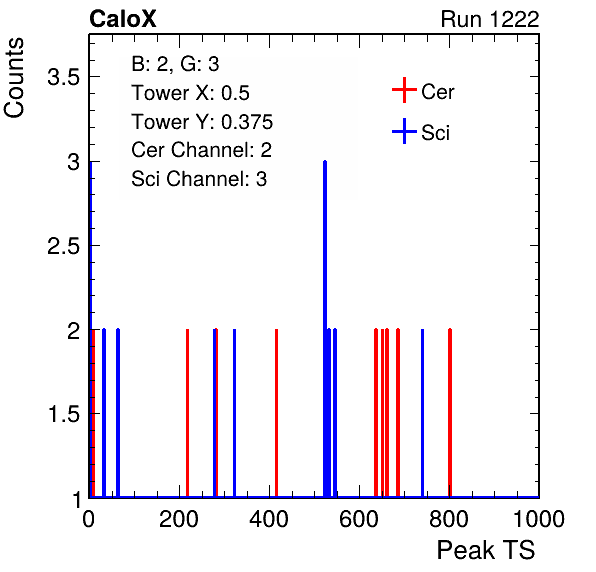 CaloX Run 1222
Counts
B: 2, G: 3
Tower X: 0.5
Tower Y: 0.375
Cer Channel: 2
Sci Channel: 3
Cer
Sci
3.5
3
2.5
2
1.5
1
0 200 400 600 800 1000
Peak TS